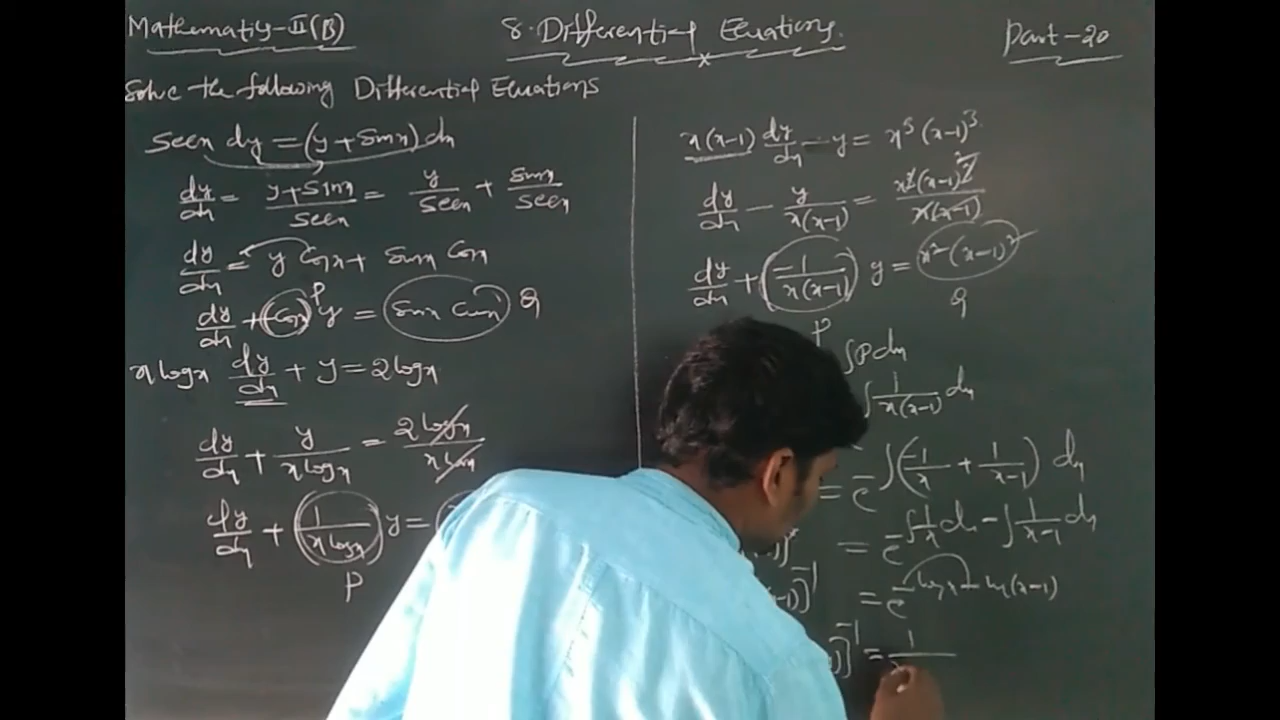 Mathematics-II(B)
8. Differential Equations.
Part-20
Solve the following Differential Equations
secx dy = (y + sinx) dx
dy/dx = y+sinx/secx = y/secx + sinx/secx
dy/dx = y cosx + sinx cosx
dy/dx + (-cosx) y = sinx cosx
P
Q
x logx dy/dx + y = 2 logx
dy/dx + y/x logx = 2 logx/x logx
dy/dx + (1/x logx) y =
P
x(x-1) dy/dx - y = x³(x-1)³
dy/dx - y/x(x-1) = x³(x-1)³/x(x-1)
dy/dx + (-1/x(x-1)) y = x²(x-1)²
P
Q
∫P dx
∫ 1/x(x-1) dx
= e^-∫(-1/x + 1/x-1) dx
= e^∫1/x dx - ∫1/x-1 dx
= e^logx - log(x-1)
= 1/